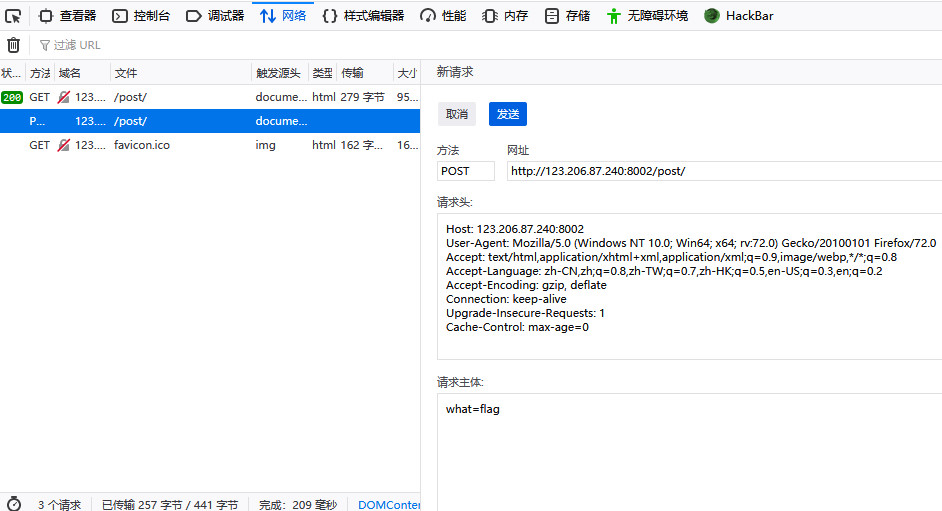 查看器 控制台 调试器 网络 样式编辑器 性能 内存 存储 无障碍环境 HackBar
过滤 URL
状... 方法 域名 文件 触发源头 类型 传输 大小
200 GET 123.... /post/ docume... html 279 字节 95...
P... 123.... /post/ docume...
GET 123.... favicon.ico img html 162 字... 16...
3 个请求 已传输 257 字节 / 441 字节 完成：209 毫秒 DOMConten
新请求
取消 发送
方法 网址
POST http://123.206.87.240:8002/post/
请求头:
Host: 123.206.87.240:8002
User-Agent: Mozilla/5.0 (Windows NT 10.0; Win64; x64; rv:72.0) Gecko/20100101 Firefox/72.0
Accept: text/html,application/xhtml+xml,application/xml;q=0.9,image/webp,*/*;q=0.8
Accept-Language: zh-CN,zh;q=0.8,zh-TW;q=0.7,zh-HK;q=0.5,en-US;q=0.3,en;q=0.2
Accept-Encoding: gzip, deflate
Connection: keep-alive
Upgrade-Insecure-Requests: 1
Cache-Control: max-age=0
请求主体:
what=flag